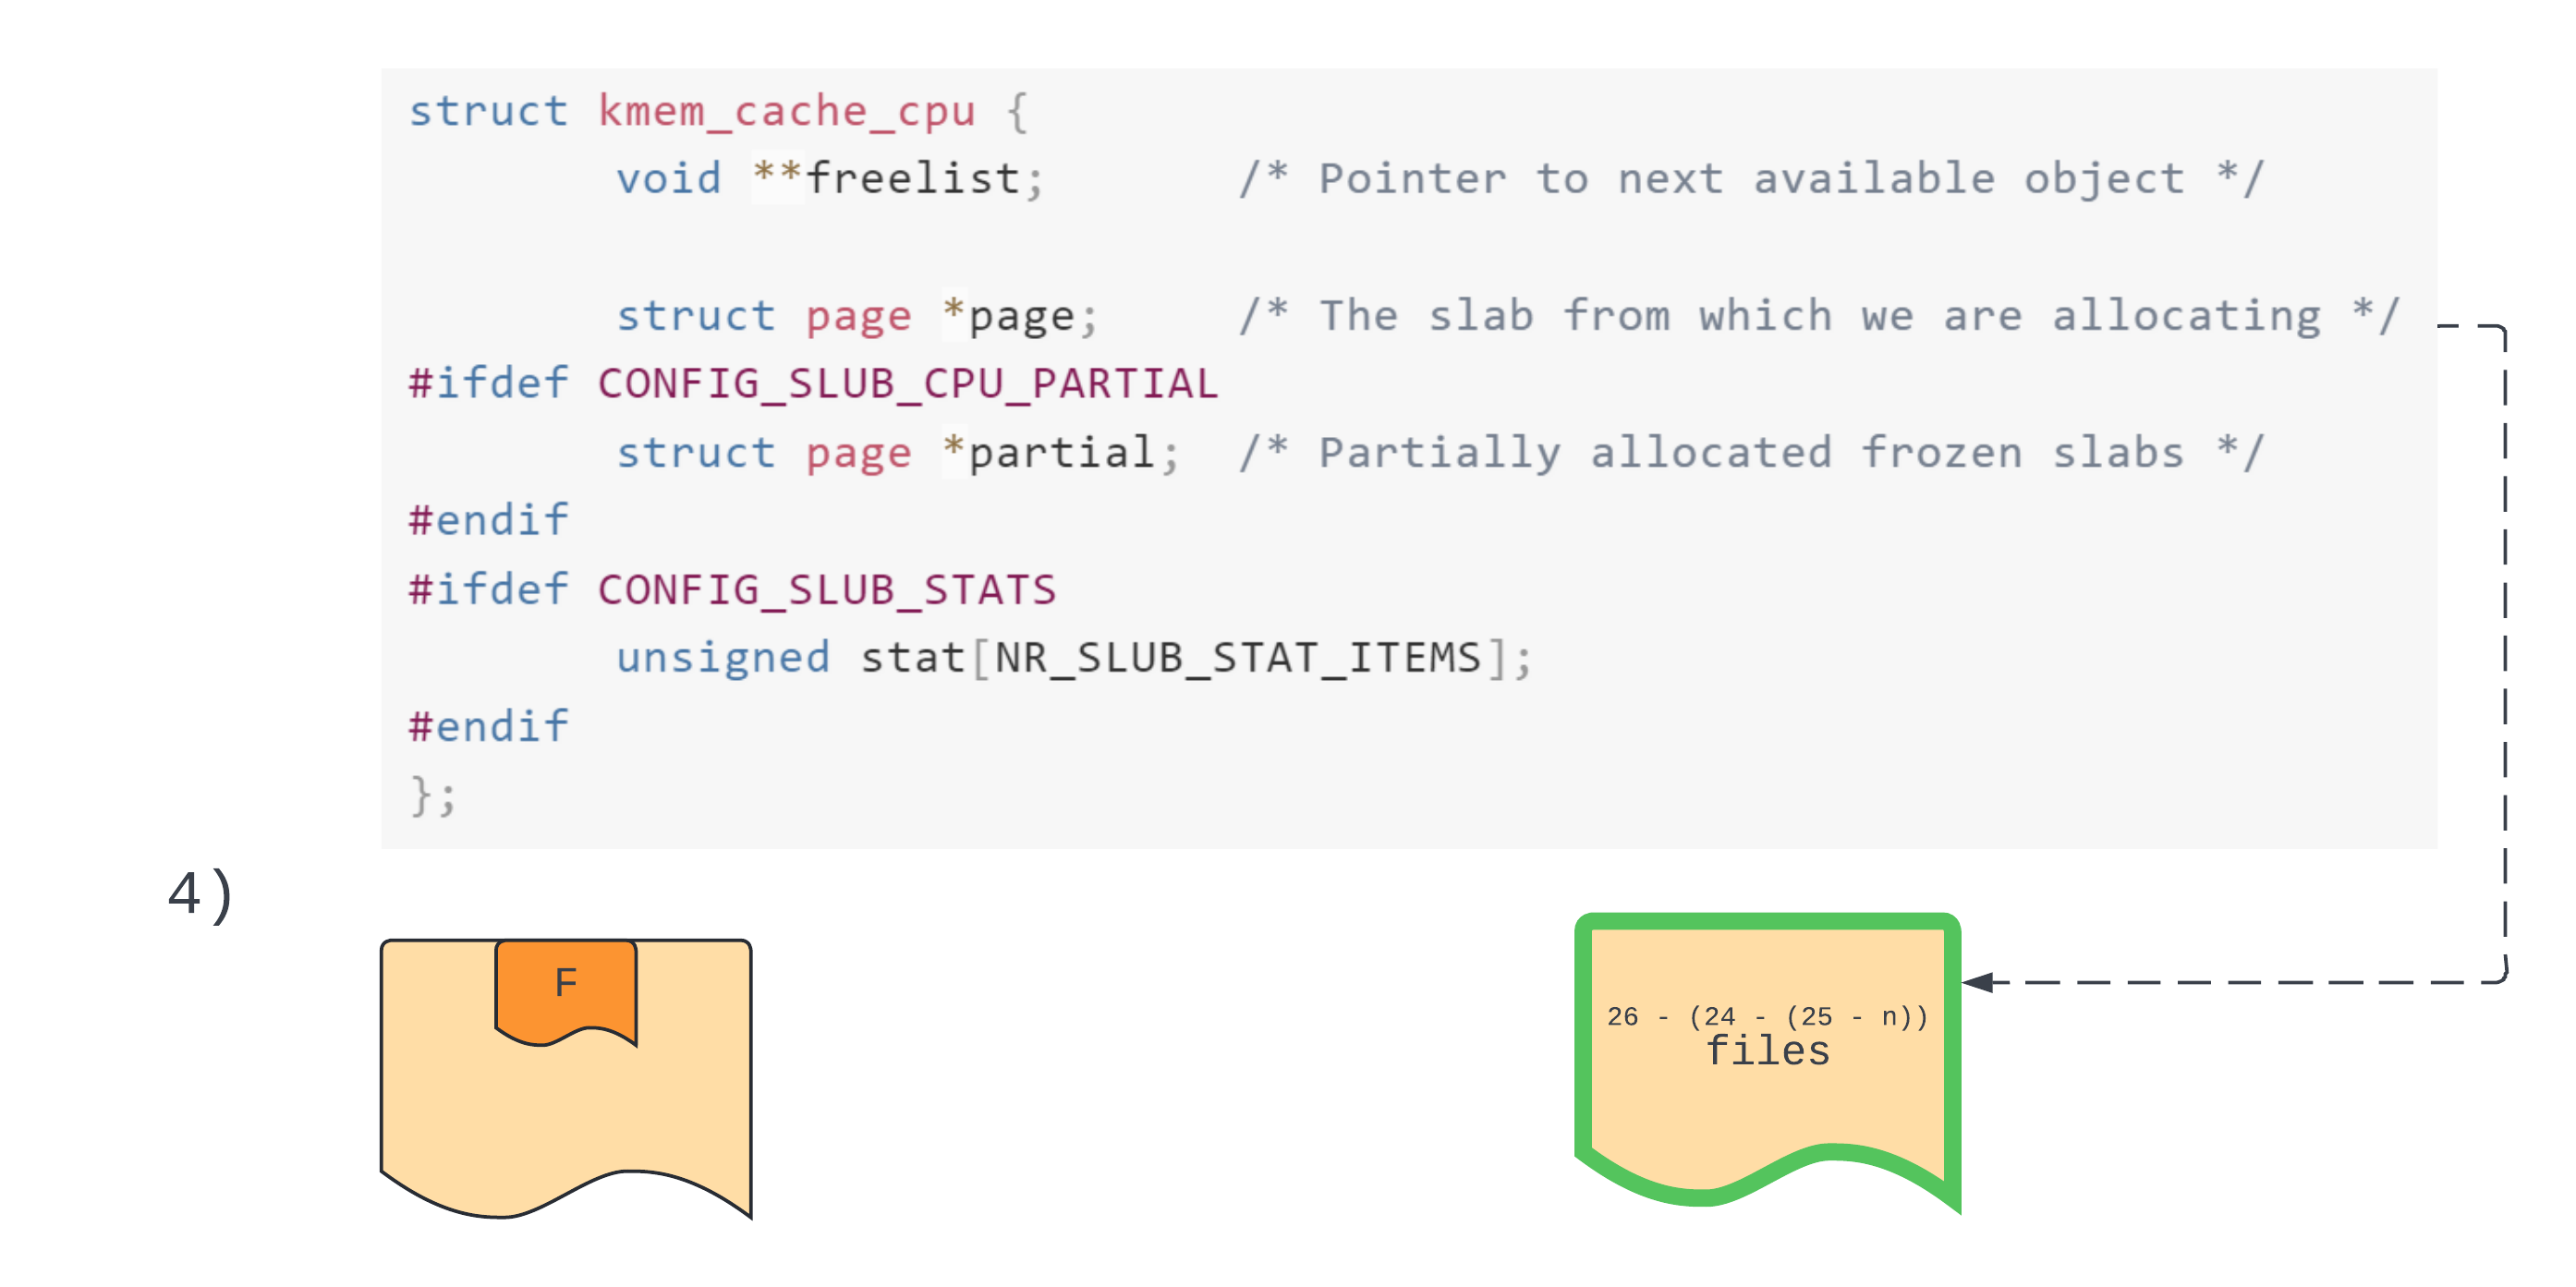 struct kmem_cache_cpu {
void **freelist; /* Pointer to next available object */
struct page *page; /* The slab from which we are allocating */
#ifdef CONFIG_SLUB_CPU_PARTIAL
struct page *partial; /* Partially allocated frozen slabs */
#endif
#ifdef CONFIG_SLUB_STATS
unsigned stat[NR_SLUB_STAT_ITEMS];
#endif
};
4)
F
26 - (24 - (25 - n))
files